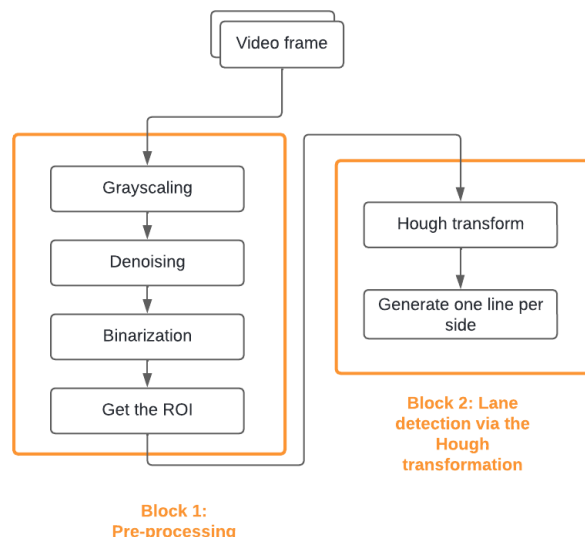 Video frame
Grayscaling
Denoising
Binarization
Get the ROI
Block 1:
Pre-processing
Hough transform
Generate one line per
side
Block 2: Lane
detection via the
Hough
transformation